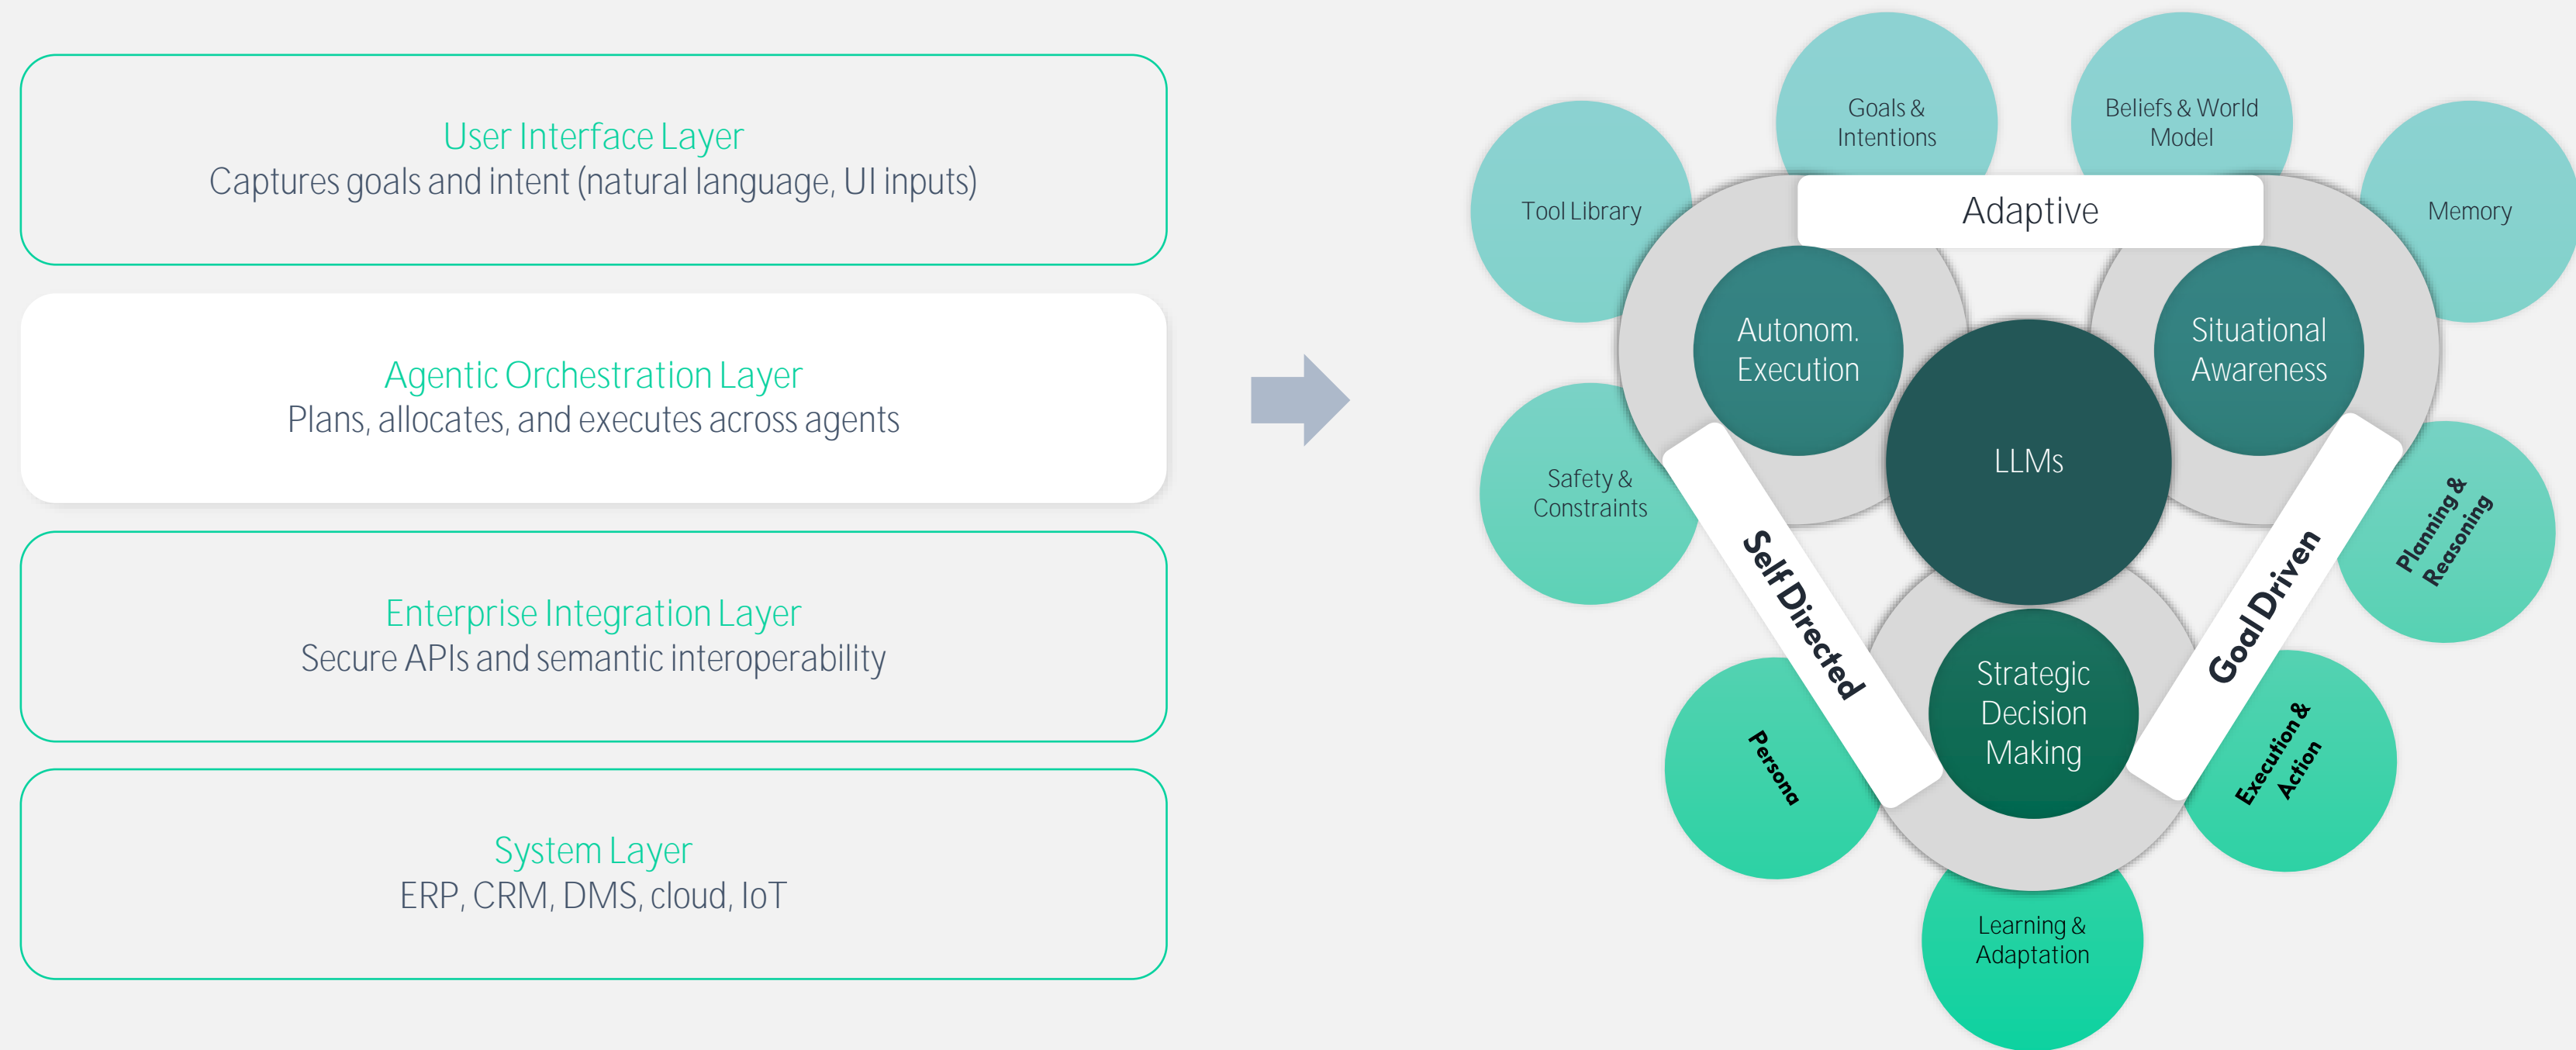 User Interface Layer
Captures goals and intent (natural language, UI inputs)
Agentic Orchestration Layer
Plans, allocates, and executes across agents
Enterprise Integration Layer
Secure APIs and semantic interoperability
System Layer
ERP, CRM, DMS, cloud, IoT
Goals &
Intentions
Beliefs & World
Model
Tool Library
Adaptive
Memory
Autonom.
Execution
Situational
Awareness
LLMs
Safety &
Constraints
Planning &
Reasoning
Self Directed
Goal Driven
Strategic
Decision
Making
Persona
Execution &
Action
Learning &
Adaptation